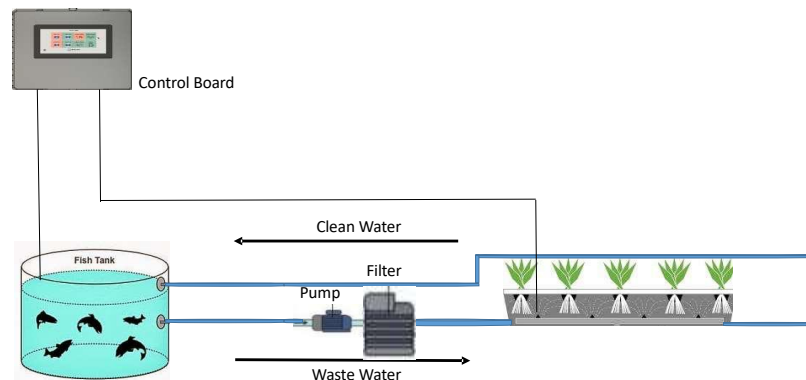 Control Board
Clean Water
Fish Tank
Filter
Pump
Waste Water